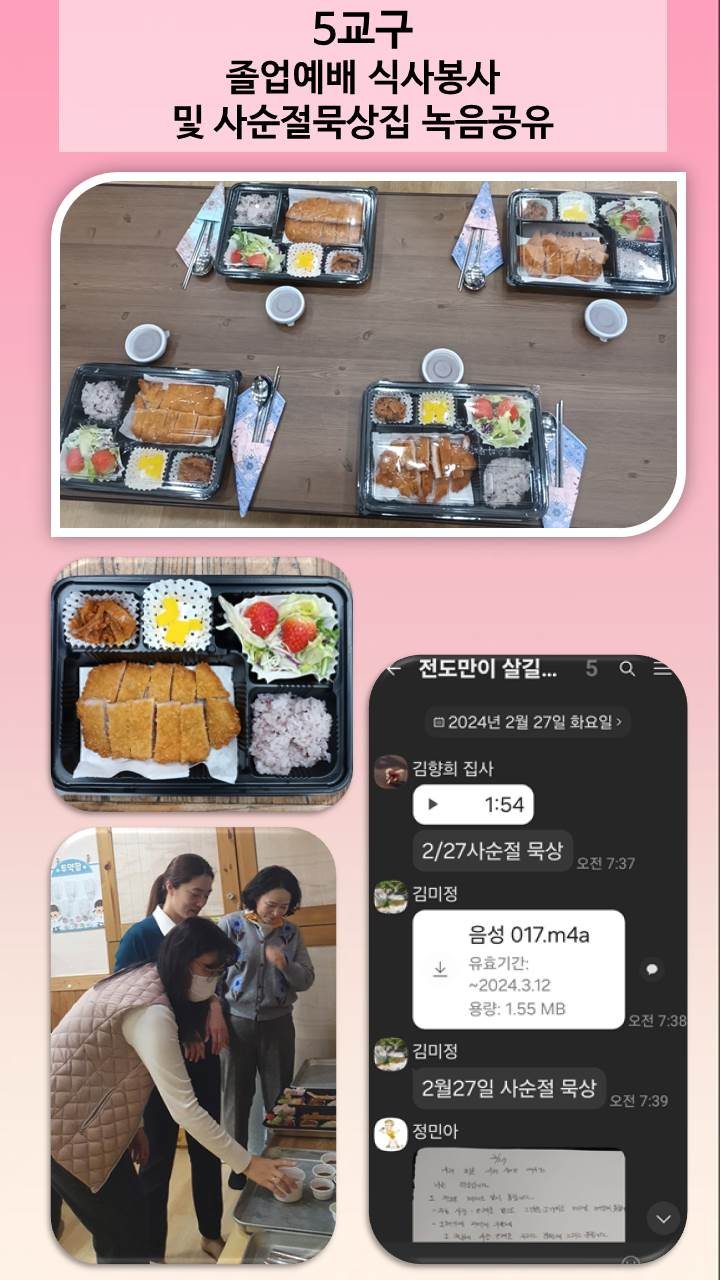 5교구
졸업예배 식사봉사
및 사순절묵상집 녹음공유
전도만이 살길... 5
2024년 2월 27일 화요일
김향희 집사
1:54
2/27사순절 묵상
오전 7:37
김미정
음성 017.m4a
유효기간:
~2024.3.12
용량: 1.55 MB
오전 7:38
김미정
2월27일 사순절 묵상
오전 7:39
정민아